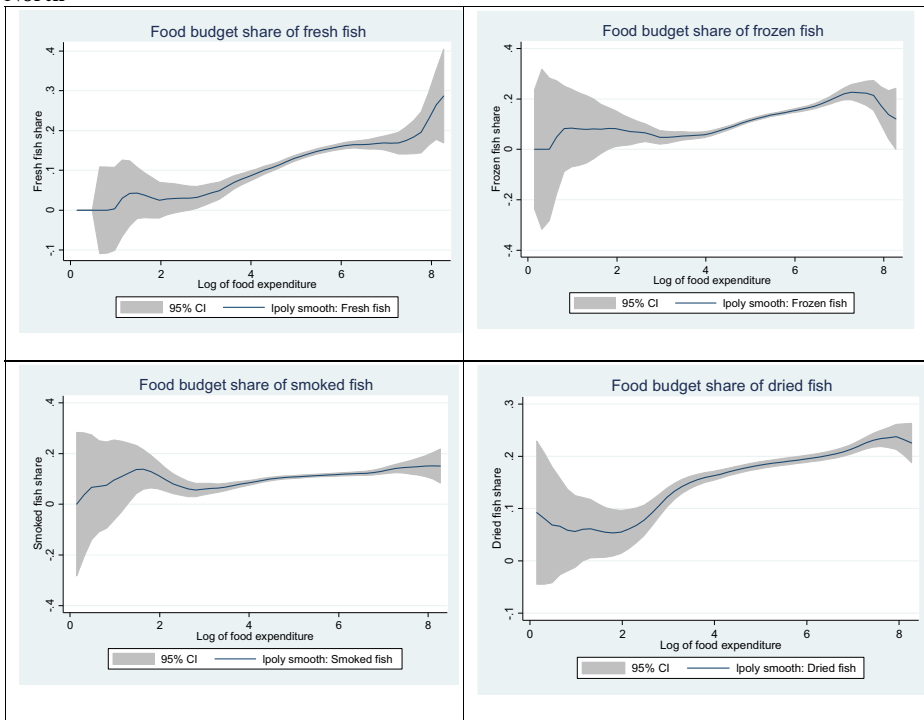 Food budget share of fresh fish
Fresh fish share
-.1 0 .1 .2 .3 .4
0 2 4 6 8
Log of food expenditure
95% CI lpoly smooth: Fresh fish
Food budget share of frozen fish
Frozen fish share
-.4 -.2 0 .2 .4
0 2 4 6 8
Log of food expenditure
95% CI lpoly smooth: Frozen fish
Food budget share of smoked fish
Smoked fish share
-.4 -.2 0 .2 .4
0 2 4 6 8
Log of food expenditure
95% CI lpoly smooth: Smoked fish
Food budget share of dried fish
Dried fish share
-.1 0 .1 .2 .3
0 2 4 6 8
Log of food expenditure
95% CI lpoly smooth: Dried fish